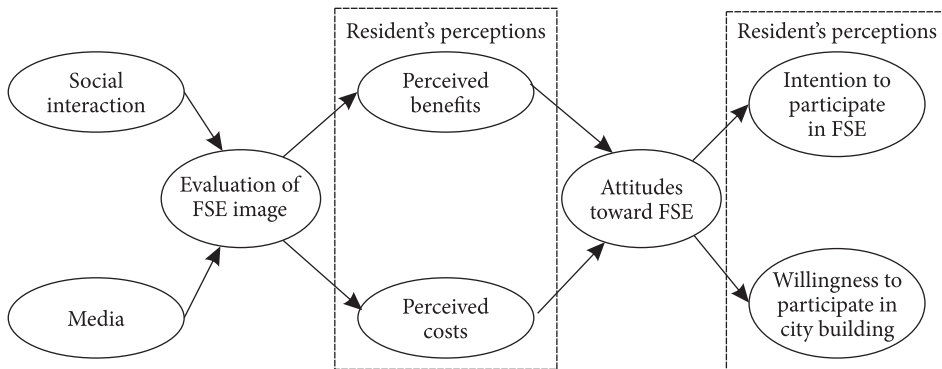 Resident's perceptions
Resident's perceptions
Social
interaction
Perceived
benefits
Intention to
participate
in FSE
Evaluation of
FSE image
Attitudes
toward FSE
Media
Perceived
costs
Willingness to
participate in
city building